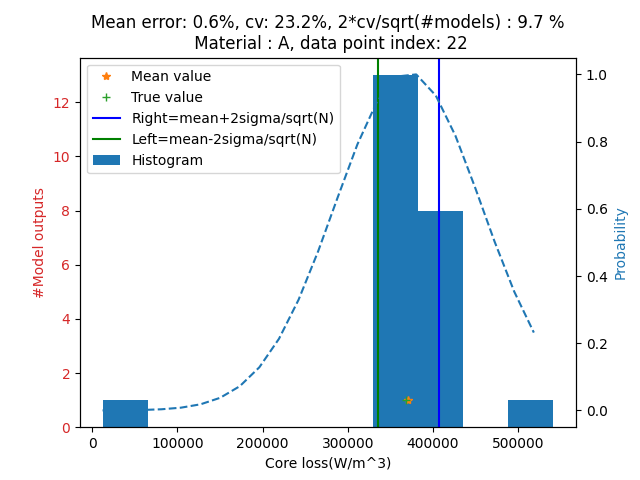 Mean error: 0.6%, cv: 23.2%, 2*cv/sqrt(#models) : 9.7 %
Material : A, data point index: 22
Mean value
True value
Right=mean+2sigma/sqrt(N)
Left=mean-2sigma/sqrt(N)
Histogram
12
10
8
6
4
2
0
#Model outputs
1.0
0.8
0.6
0.4
0.2
0.0
Probability
0
100000
200000
300000
400000
500000
Core loss(W/m^3)